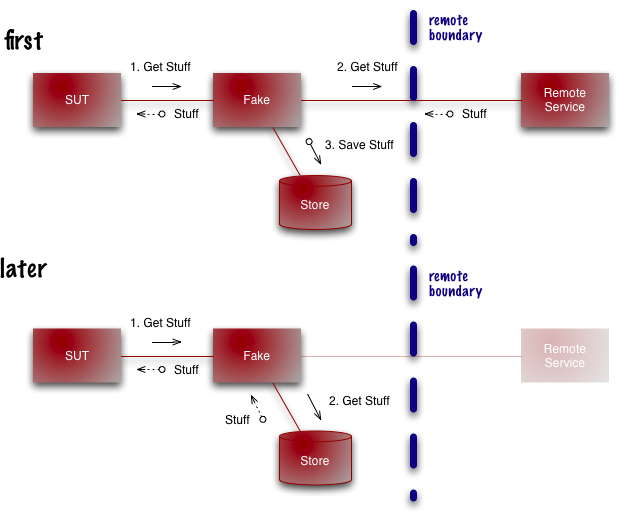 first
remote
boundary
1. Get Stuff
2. Get Stuff
SUT
Fake
Remote
Service
Stuff
Stuff
3. Save Stuff
Store
later
remote
boundary
1. Get Stuff
SUT
Fake
Remote
Service
Stuff
2. Get Stuff
Stuff
Store